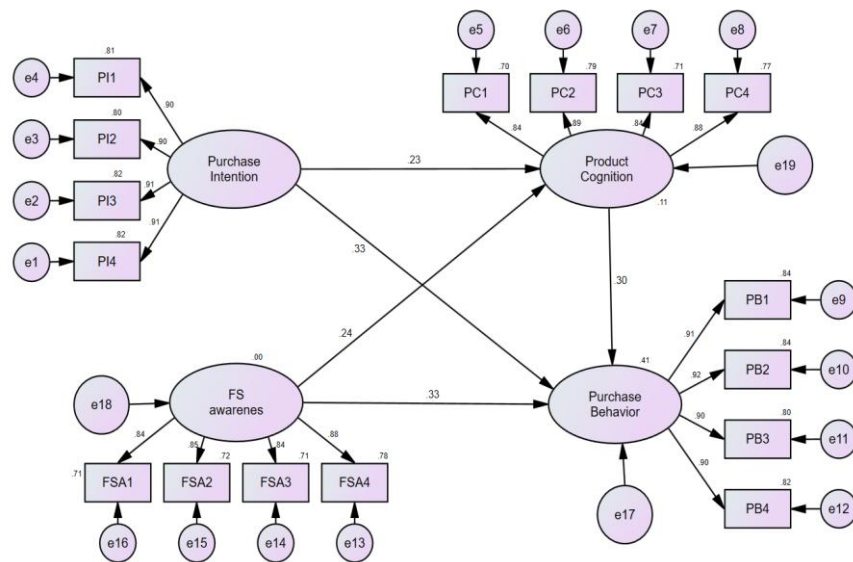 e5
e6
e7
e8
.70
.79
.71
.77
PC1
PC2
PC3
PC4
.84
.89
.84
.88
.81
e4
PI1
.90
.80
e3
PI2
.90
.82
e2
PI3
.91
.82
e1
PI4
.91
Purchase
Intention
.23
Product
Cognition
.11
e19
.33
.24
.30
.00
FS
awarenes
e18
.33
.41
Purchase
Behavior
e17
.84
PB1
e9
.91
.84
PB2
e10
.92
.80
PB3
e11
.90
.82
PB4
e12
.90
.84
.85
.84
.88
.71
.72
.71
.78
FSA1
FSA2
FSA3
FSA4
e16
e15
e14
e13